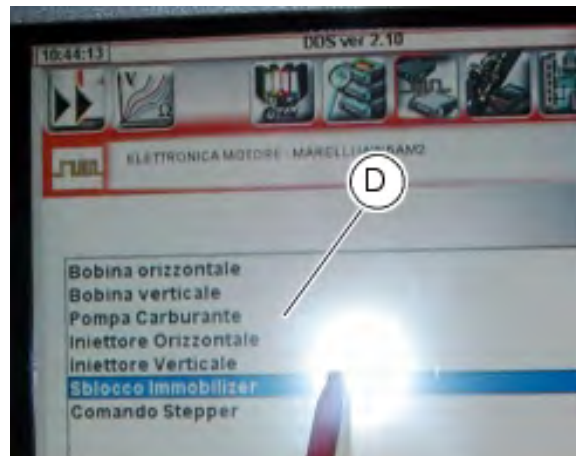 10:44:13
DDS ver 2.10
V
Ω
ELETTRONICA MOTORE - MARELLI
D
Bobina orizzontale
Bobina verticale
Pompa Carburante
Iniettore Orizzontale
Iniettore Verticale
Sblocco Immobilizer
Comando Stepper